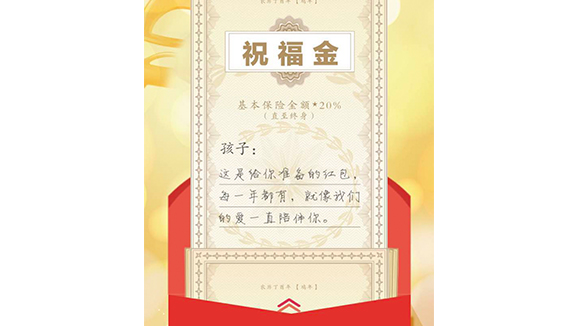 祝福金
基本保险金额*20%
（直至终身）
孩子：
这是给你准备的红包，
每一年都有，就像我们
的爱一直陪伴你。